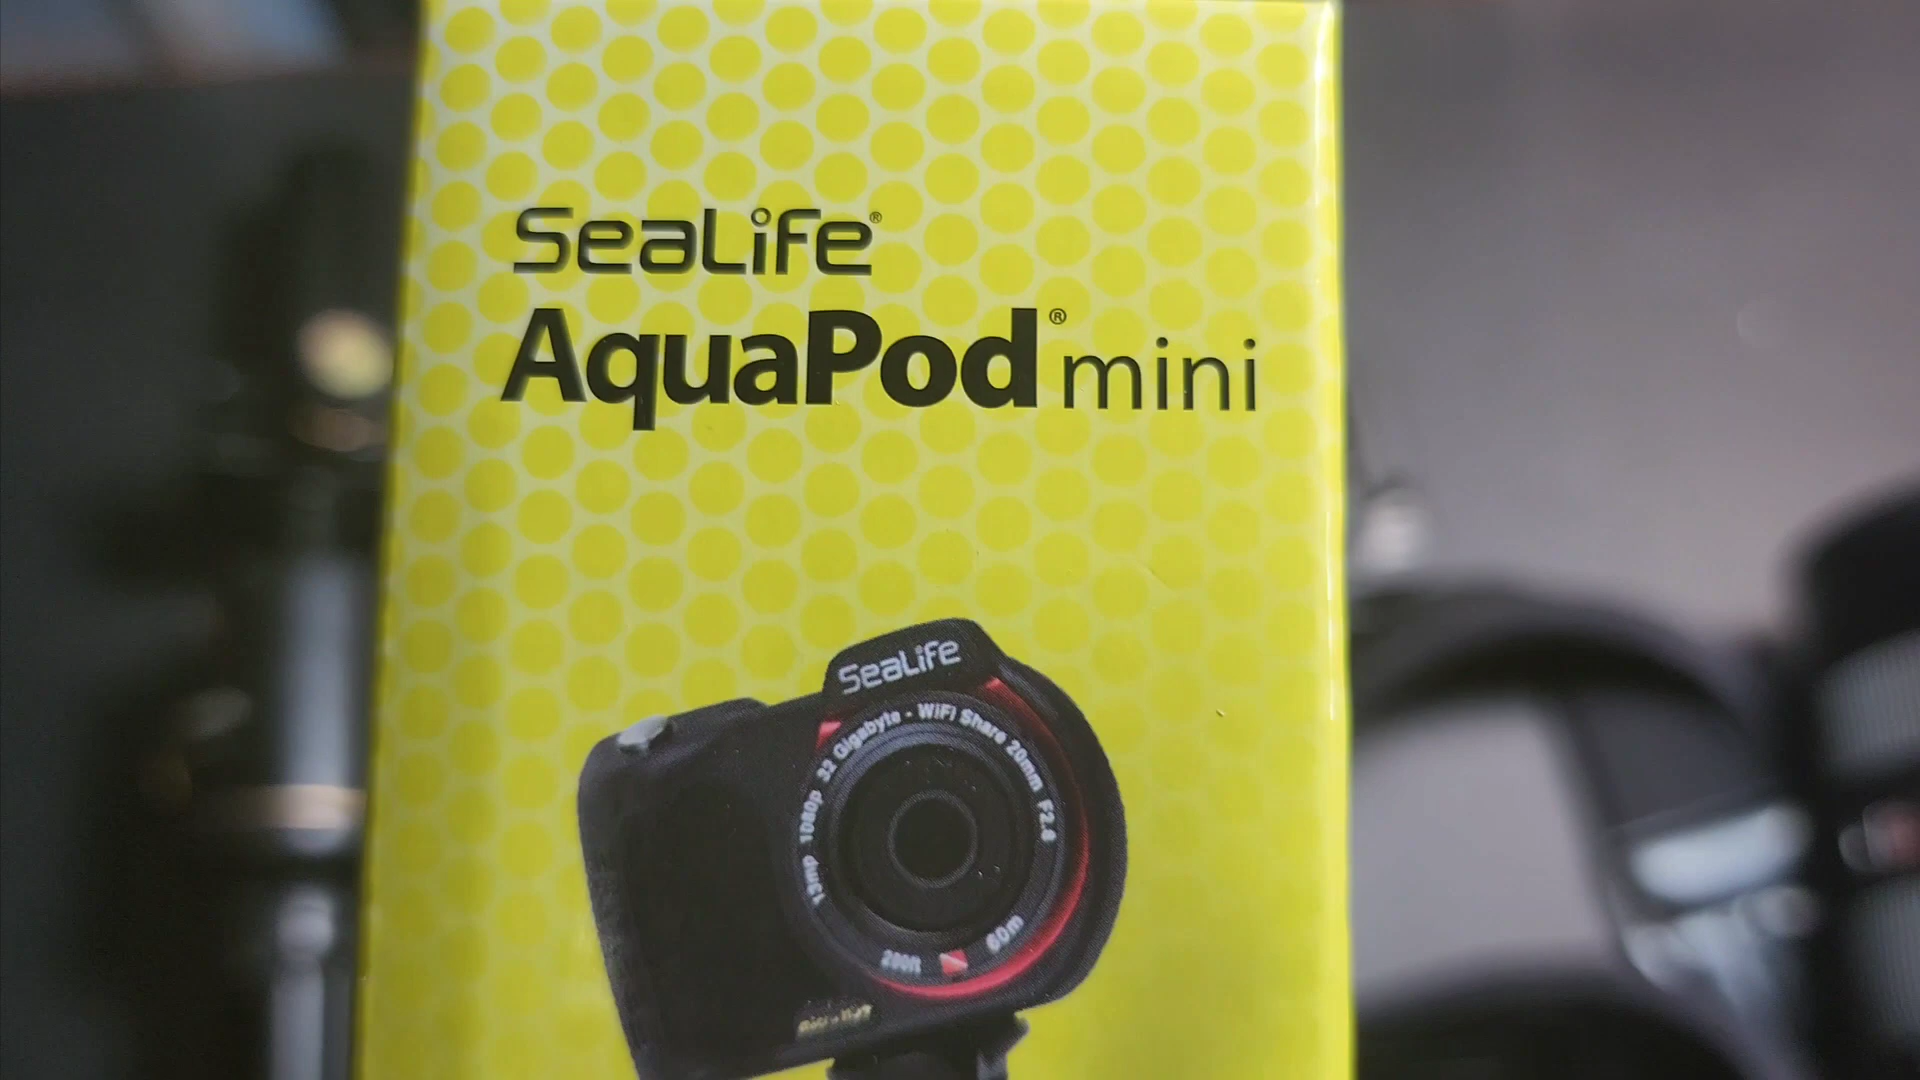 SeaLife®
AquaPod® mini
SeaLife
13mp 1080p 32 Gigabyte - WiFi Share 20mm F2.8
200ft 60m